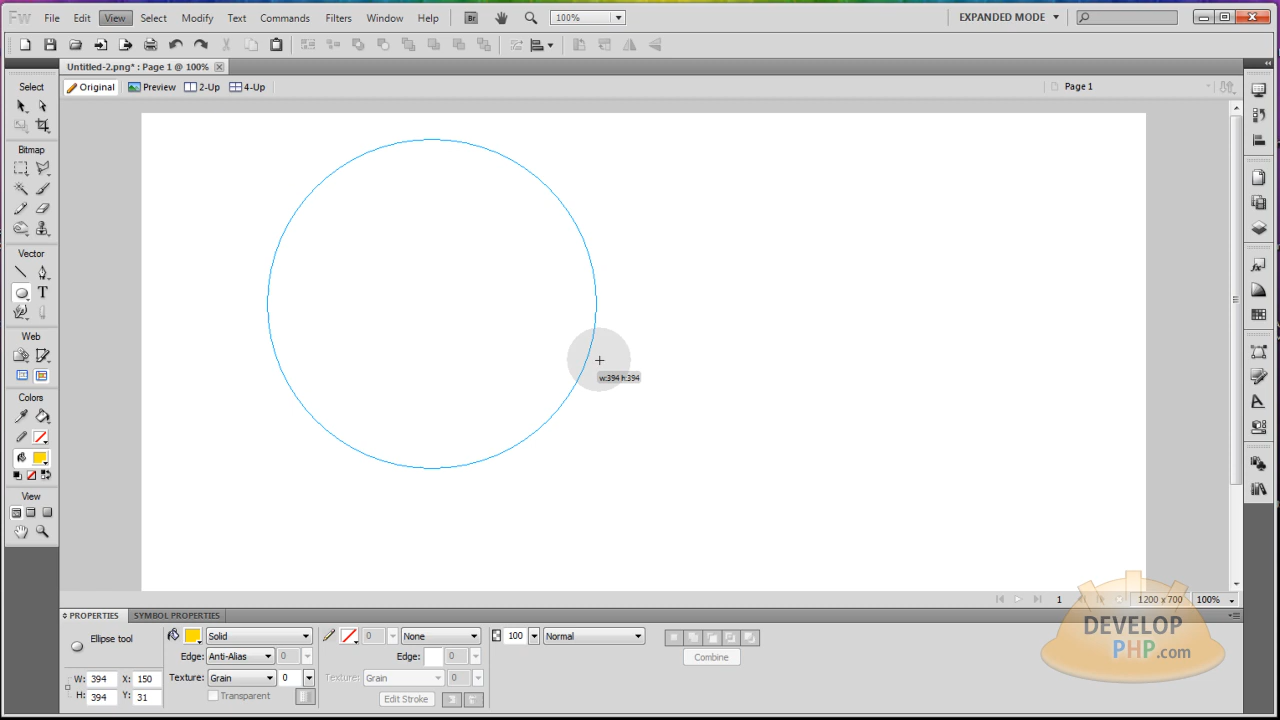 Fw File Edit View Select Modify Text Commands Filters Window Help Br 100% EXPANDED MODE
Untitled-2.png* : Page 1 @ 100%
Original Preview 2-Up 4-Up Page 1
Select
Bitmap
Vector
T
Web
w:394 h:394
Colors
View
1 1200 x 700 100%
PROPERTIES SYMBOL PROPERTIES
Ellipse tool
Solid 0 None 100 Normal
Edge: Anti-Alias 0 Edge: 0
Combine
W: 394 X: 150 Texture: Grain 0 Texture: Grain 0
H: 394 Y: 31 Transparent Edit Stroke
DEVELOP
PHP.com